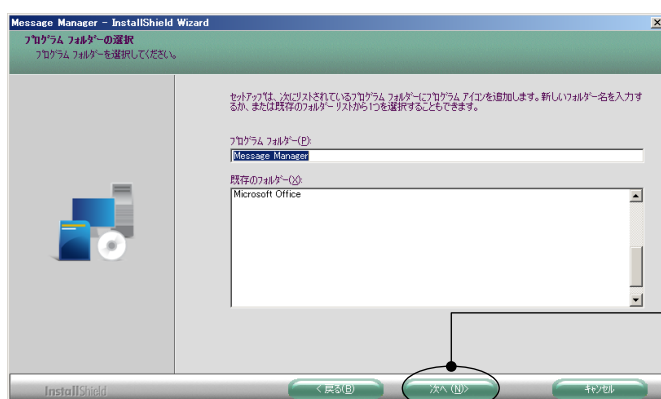 Message Manager - InstallShield Wizard
プログラム フォルダーの選択
プログラム フォルダーを選択してください。
セットアップは、次にリストされているプログラム フォルダーにプログラム アイコンを追加します。新しいフォルダー名を入力す
るか、または既存のフォルダー リストから1つを選択することもできます。
プログラム フォルダー(P):
Message Manager
既存のフォルダー(X):
Microsoft Office
InstallShield
< 戻る(B)
次へ (N)>
キャンセル